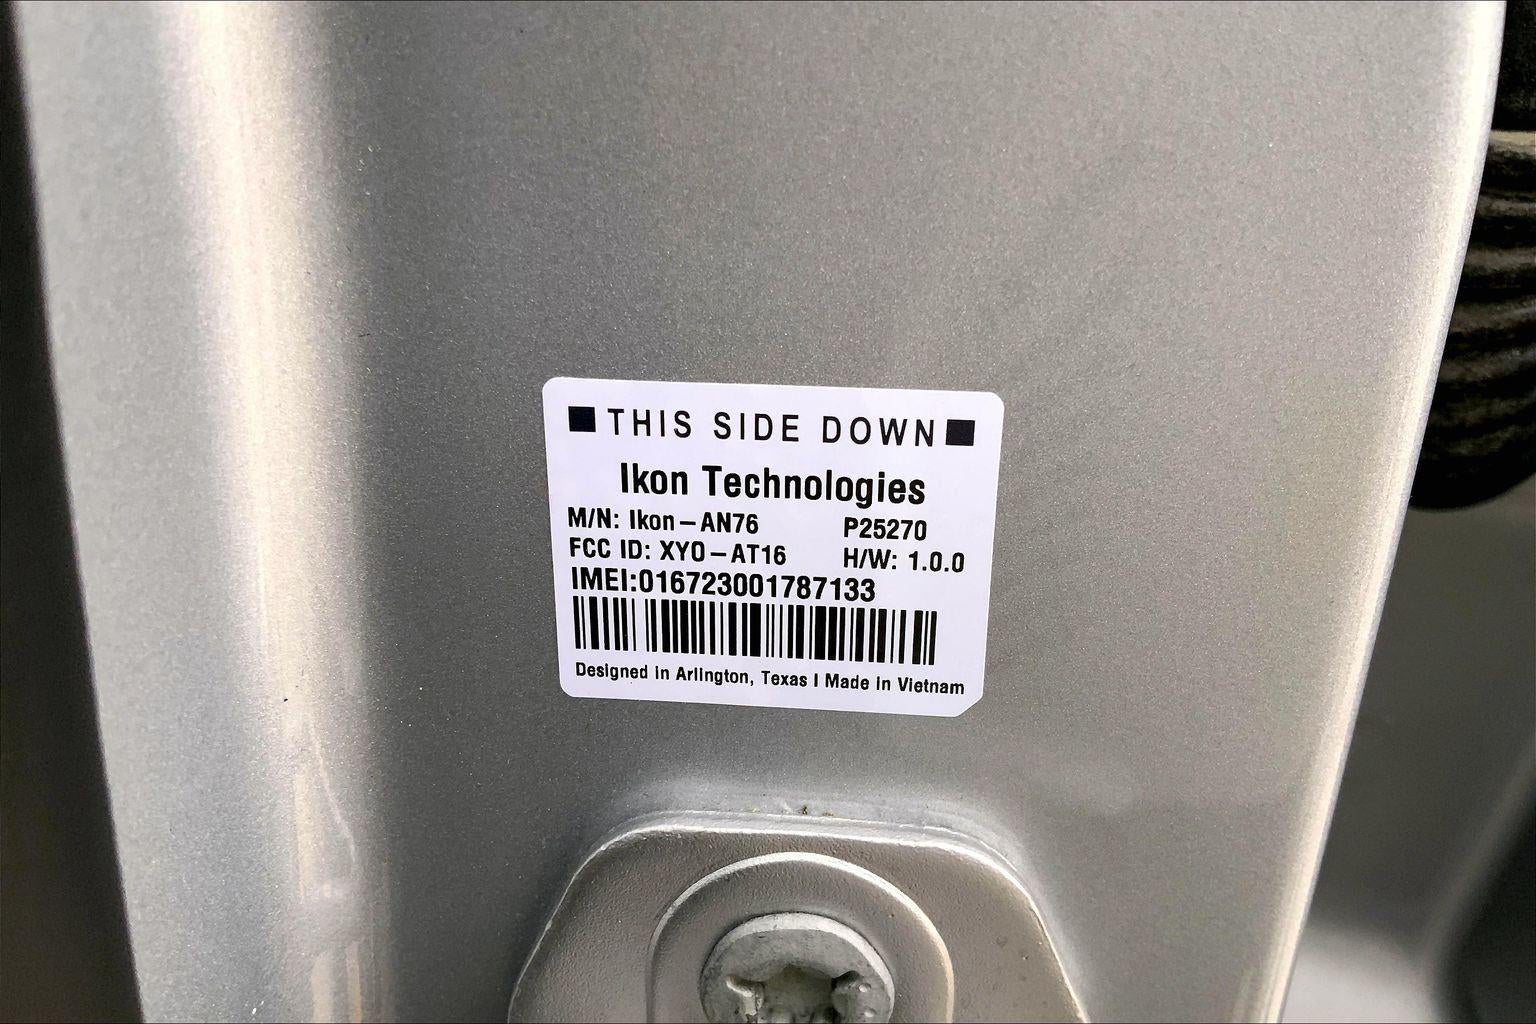 THIS SIDE DOWN
Ikon Technologies
M/N: Ikon-AN76 P25270
FCC ID: XYO-AT16 H/W: 1.0.0
IMEI:016723001787133
Designed in Arlington, Texas | Made in Vietnam